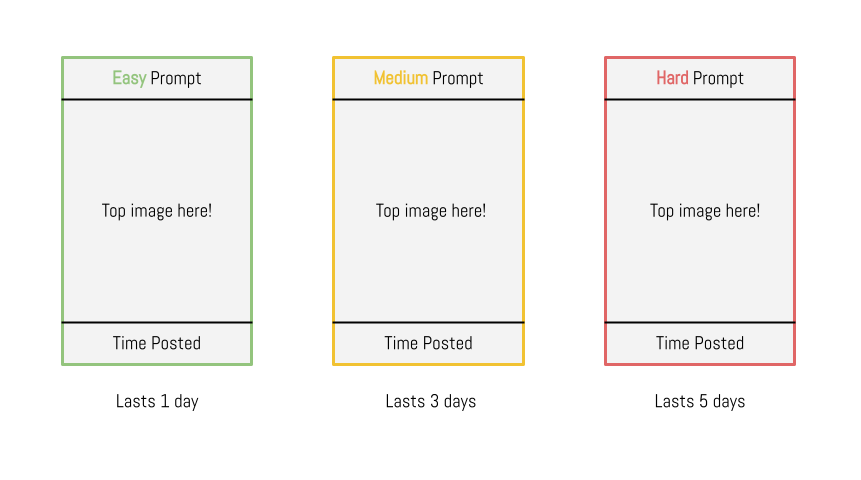 Easy Prompt
Top image here!
Time Posted
Lasts 1 day
Medium Prompt
Top image here!
Time Posted
Lasts 3 days
Hard Prompt
Top image here!
Time Posted
Lasts 5 days